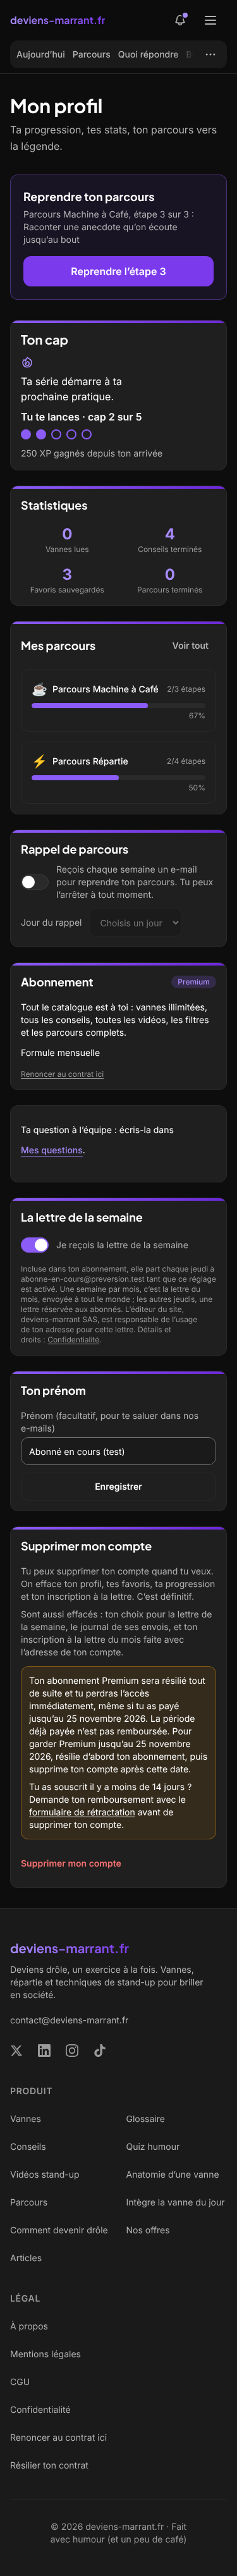 deviens-marrant.fr
Aujourd'hui Parcours Quoi répondre
Mon profil
Ta progression, tes stats, ton parcours vers
la légende.
Reprendre ton parcours
Parcours Machine à Café, étape 3 sur 3 :
Raconter une anecdote qu'on écoute
jusqu'au bout
Reprendre l'étape 3
Ton cap
Ta série démarre à ta
prochaine pratique.
Tu te lances · cap 2 sur 5
250 XP gagnés depuis ton arrivée
Statistiques
0 4
Vannes lues Conseils terminés
3 0
Favoris sauvegardés Parcours terminés
Mes parcours Voir tout
Parcours Machine à Café 2/3 étapes
67%
Parcours Répartie 2/4 étapes
50%
Rappel de parcours
Reçois chaque semaine un e-mail
pour reprendre ton parcours. Tu peux
l'arrêter à tout moment.
Jour du rappel Choisis un jour
Abonnement Premium
Tout le catalogue est à toi : vannes illimitées,
tous les conseils, toutes les vidéos, les filtres
et les parcours complets.
Formule mensuelle
Renoncer au contrat ici
Ta question à l'équipe : écris-la dans
Mes questions.
La lettre de la semaine
Je reçois la lettre de la semaine
Incluse dans ton abonnement, elle part chaque jeudi à
abonne-en-cours@preversion.test tant que ce réglage
est activé. Une semaine par mois, c'est la lettre du
mois, envoyée à tout le monde ; les autres jeudis, une
lettre réservée aux abonnés. L'éditeur du site,
deviens-marrant SAS, est responsable de l'usage
de ton adresse pour cette lettre. Détails et
droits : Confidentialité.
Ton prénom
Prénom (facultatif, pour te saluer dans nos
e-mails)
Abonné en cours (test)
Enregistrer
Supprimer mon compte
Tu peux supprimer ton compte quand tu veux.
On efface ton profil, tes favoris, ta progression
et ton inscription à la lettre. C'est définitif.
Sont aussi effacés : ton choix pour la lettre de
la semaine, le journal de ses envois, et ton
inscription à la lettre du mois faite avec
l'adresse de ton compte.
Ton abonnement Premium sera résilié tout
de suite et tu perdras l'accès
immédiatement, même si tu as payé
jusqu'au 25 novembre 2026. La période
déjà payée n'est pas remboursée. Pour
garder Premium jusqu'au 25 novembre
2026, résilie d'abord ton abonnement, puis
supprime ton compte après cette date.
Tu as souscrit il y a moins de 14 jours ?
Demande ton remboursement avec le
formulaire de rétractation avant de
supprimer ton compte.
Supprimer mon compte
deviens-marrant.fr
Deviens drôle, un exercice à la fois. Vannes,
répartie et techniques de stand-up pour briller
en société.
contact@deviens-marrant.fr
PRODUIT
Vannes Glossaire
Conseils Quiz humour
Vidéos stand-up Anatomie d'une vanne
Parcours Intègre la vanne du jour
Comment devenir drôle Nos offres
Articles
LÉGAL
À propos
Mentions légales
CGU
Confidentialité
Renoncer au contrat ici
Résilier ton contrat
© 2026 deviens-marrant.fr · Fait
avec humour (et un peu de café)